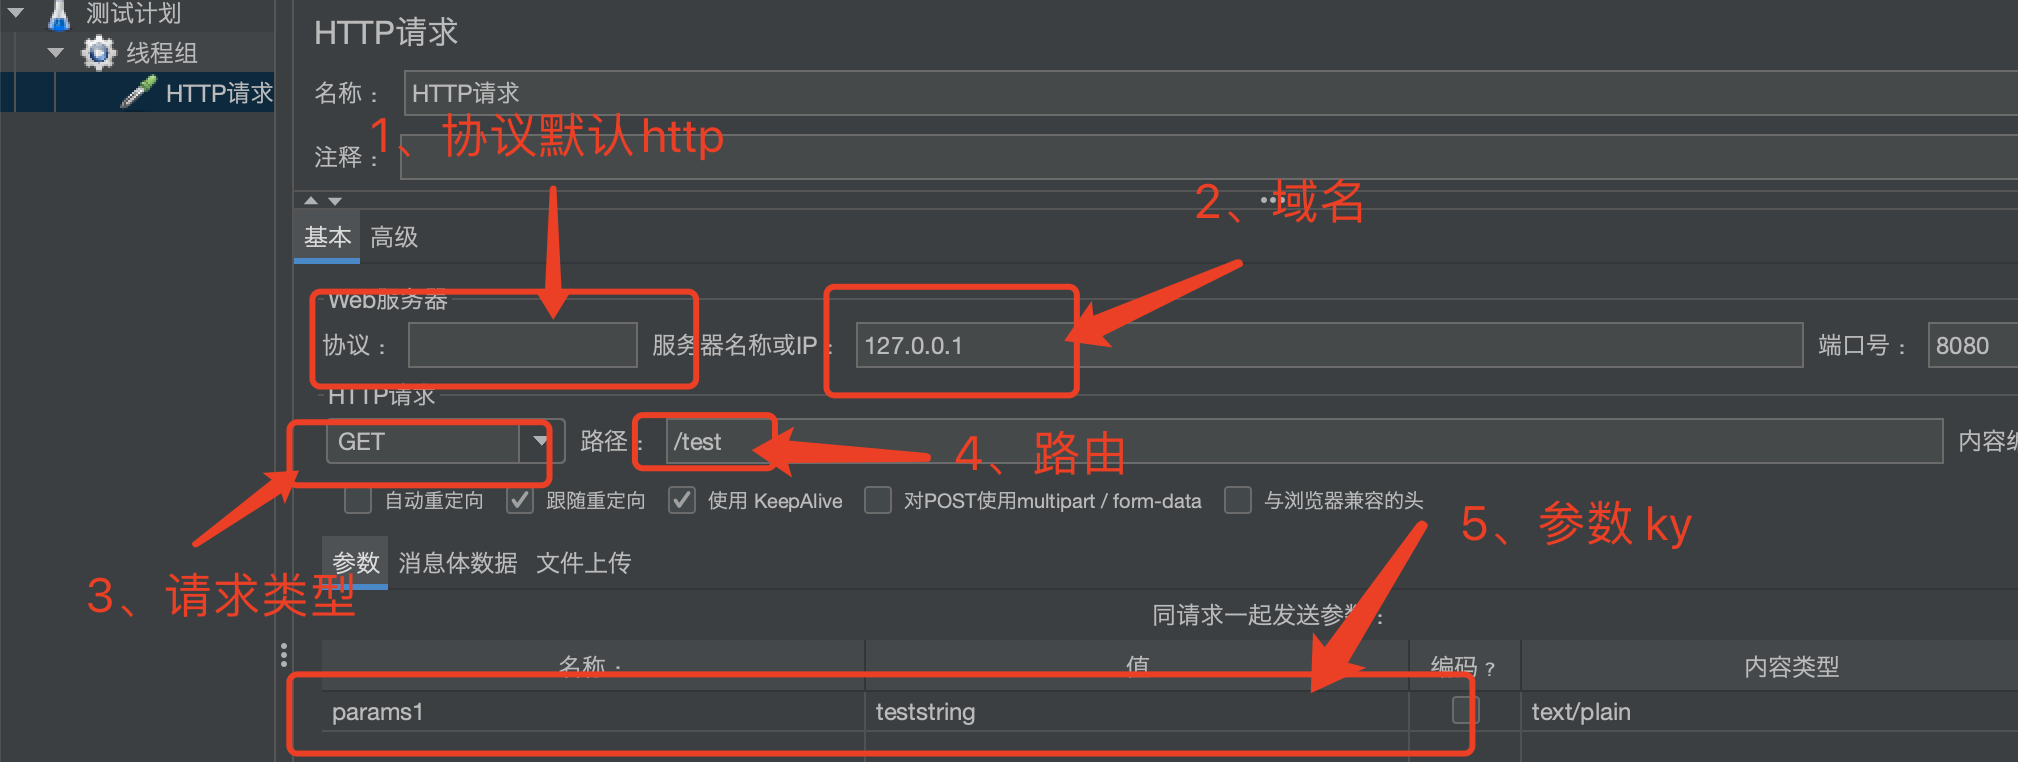 测试计划
线程组
HTTP请求
HTTP请求
名称：
HTTP请求
1、协议默认http
注释：
2、域名
基本
高级
Web服务器
协议：
服务器名称或IP：
127.0.0.1
端口号：
8080
HTTP请求
GET
路径：
/test
4、路由
内容编
自动重定向
跟随重定向
使用 KeepAlive
对POST使用multipart / form-data
与浏览器兼容的头
5、参数 ky
参数
消息体数据
文件上传
3、请求类型
同请求一起发送参数：
名称：
值
编码？
内容类型
params1
teststring
text/plain